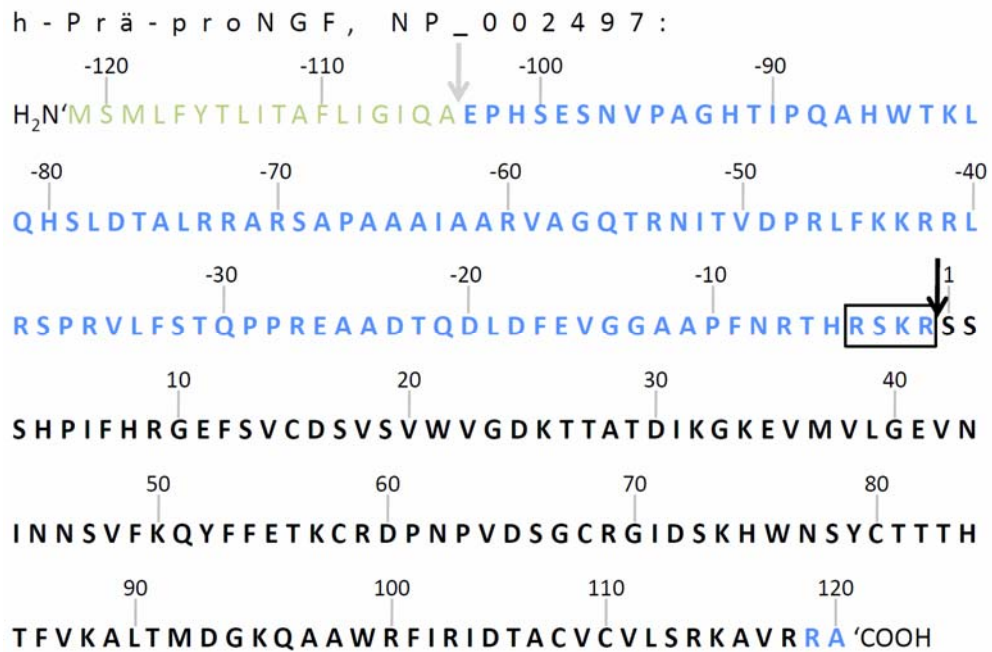 h - Prä - proNGF, NP_002497:
-120 -110 -100 -90
H₂N‘MSMLFYTLITAFLIGIQAEPHSESNVPAGHTIPQAHWTKL
-80 -70 -60 -50 -40
QHSLDTALRRARSAPAAAIAARVAGQTRNITVDPRLFKKRRL
-30 -20 -10 1
RSPRVLFSTQPPREAADTQDLDFEVGGAAPFNRTHRSKRSS
10 20 30 40
SHPIFHRGEFSVCDSVSVWVGDKTTATDIKGKEVMVLGEVN
50 60 70 80
INNSVFKQYFFETKCRDPNPVDSGCRGIDSKHWNSYCTTTH
90 100 110 120
TFVKALTMDGKQAAWRFIRIDTACVCVLSRKAVRRA‘COOH